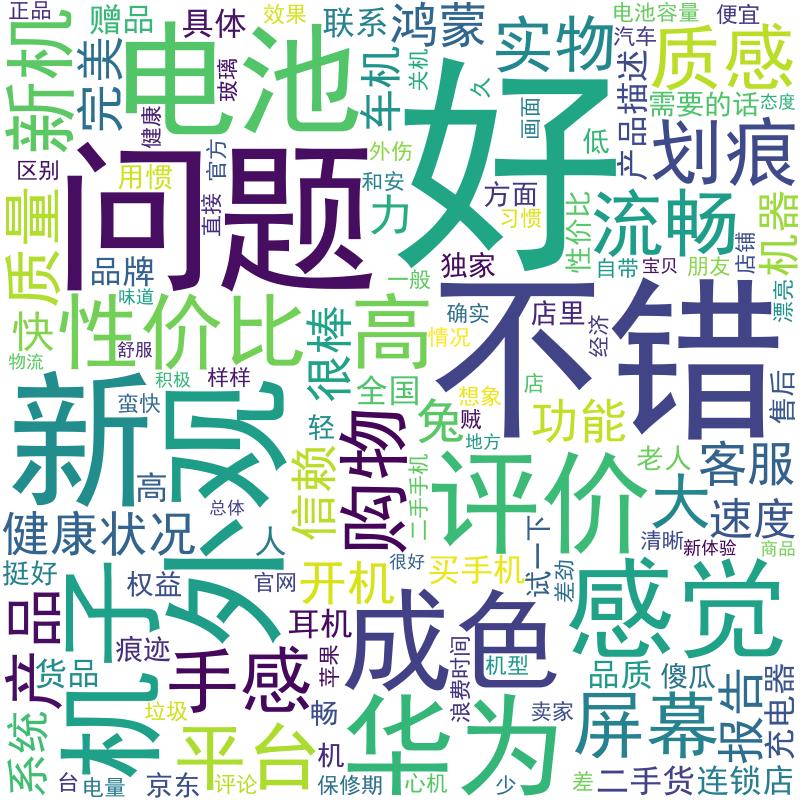 正品
赠品
具体
效果
联系
鸿蒙
实物
电池容量
便宜
汽车
质感
新机
完美
电池
玻璃
车机
关机
久
好
画面
产品描述
需要的话
态度
健康
低
划痕
区别
问题
用惯
官方
直接
外伤
和安
力
方面
习惯
性价比
流畅
自带
宝贝
朋友
店铺
机器
质量
品牌
味道
独家
一般
漂亮
快
性价比
高
很棒
情况
不错
确实
店里
经济
物流
舒服
积极
样样
全国
想象
店
售后
蛮快
新
外观
轻
兔
贼
地方
功能
购物
信赖
二手手机
评价
老人
客服
大
速度
高
总体
健康状况
人
试一下
清晰
新体验
商品
挺好
机子
权益
官网
开机
很好
买手机
差劲
感觉
产品
货品
痕迹
手感
耳机
苹果
成色
浪费时间
机型
品质
傻瓜
屏幕
报告
充电器
系统
垃圾
平台
畅
机
华为
卖家
台
电量
京东
评论
保修期
心机
少
差
二手货
连锁店